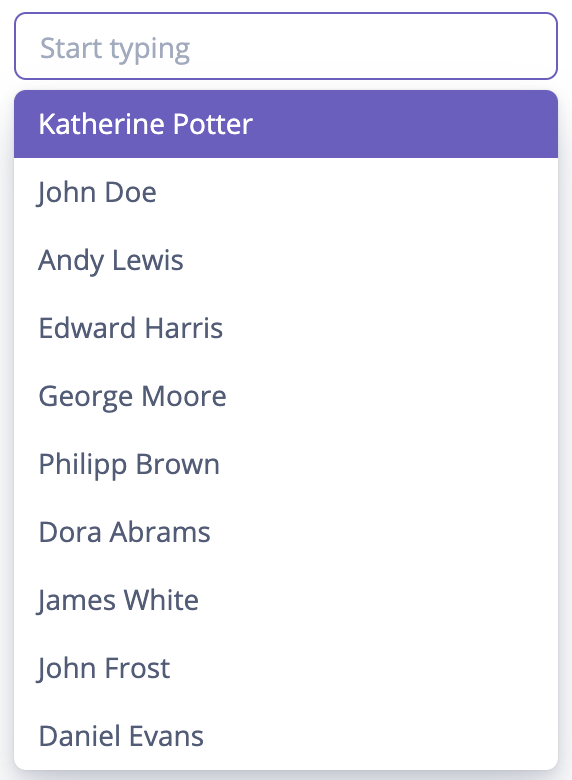 Start typing
Katherine Potter
John Doe
Andy Lewis
Edward Harris
George Moore
Philipp Brown
Dora Abrams
James White
John Frost
Daniel Evans